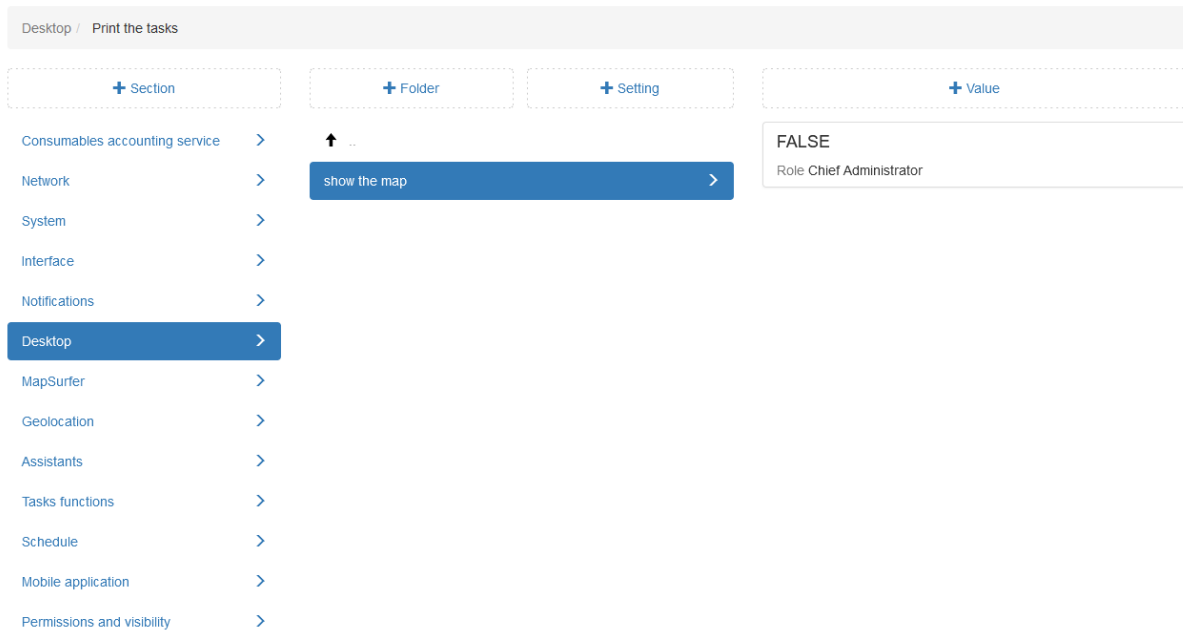 Desktop / Print the tasks
+ Section
+ Folder
+ Setting
+ Value
Consumables accounting service
Network
System
Interface
Notifications
Desktop
MapSurfer
Geolocation
Assistants
Tasks functions
Schedule
Mobile application
Permissions and visibility
..
show the map
FALSE
Role Chief Administrator